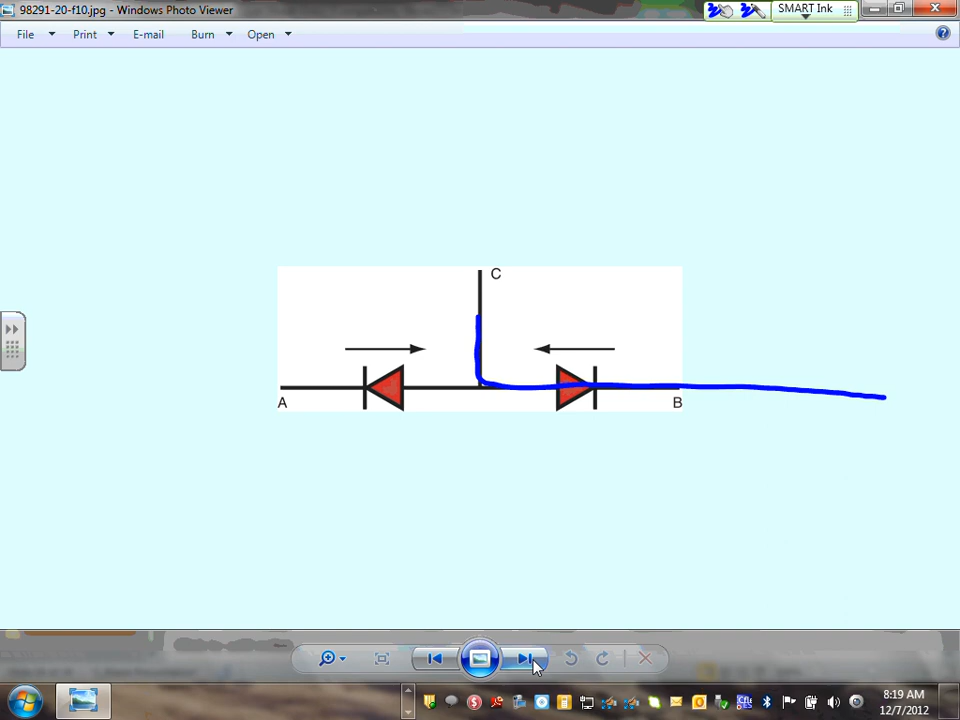 98291-20-f10.jpg - Windows Photo Viewer
SMART Ink
File Print E-mail Burn Open
C
A
B
8:19 AM
12/7/2012